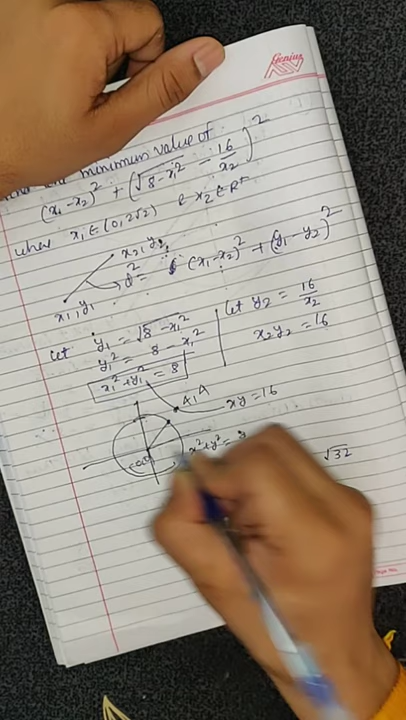 Genius
the minimum value of
(x₁-x₂)² + (√8-x₁² - 16/x₂)²
when x₁ ∈ (0, 2√2) & x₂ ∈ R⁺
x₂, y₂
x₁, y₁
d² = (x₁-x₂)² + (y₁-y₂)²
let y₁ = √8-x₁²
y₁² = 8 - x₁²
x₁²+y₁² = 8
let y₂ = 16/x₂
x₂y₂ = 16
xy = 16
x²+y² = 8
√32